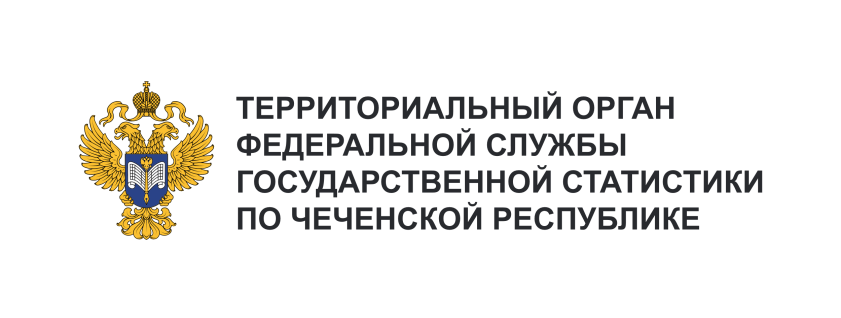 ТЕРРИТОРИАЛЬНЫЙ ОРГАН
ФЕДЕРАЛЬНОЙ СЛУЖБЫ
ГОСУДАРСТВЕННОЙ СТАТИСТИКИ
ПО ЧЕЧЕНСКОЙ РЕСПУБЛИКЕ